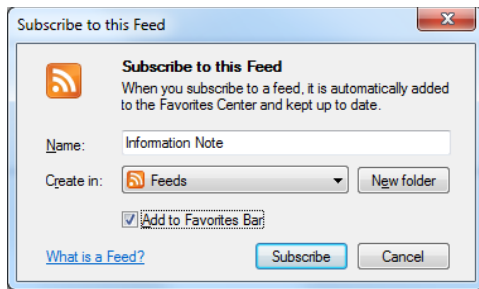 Subscribe to this Feed
x
Subscribe to this Feed
When you subscribe to a feed, it is automatically added
to the Favorites Center and kept up to date.
Name: Information Note
Create in: Feeds New folder
Add to Favorites Bar
What is a Feed? Subscribe Cancel